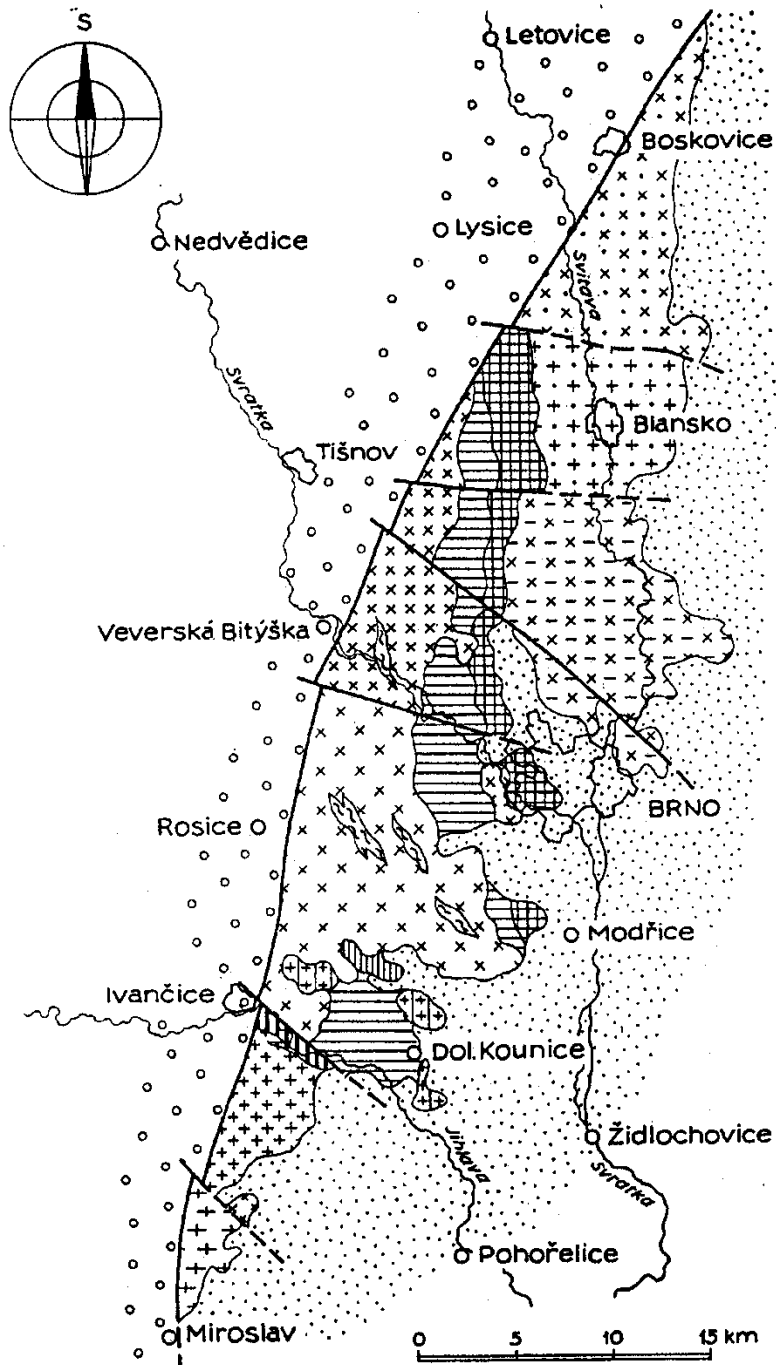 S
Letovice
Boskovice
Nedvědice
Lysice
Svitava
Svratka
Blansko
Tišnov
Veverská Bitýška
BRNO
Rosice
Modřice
Ivančice
Dol. Kounice
Jihlava
Židlochovice
Svratka
Pohořelice
Miroslav
0 5 10 15 km